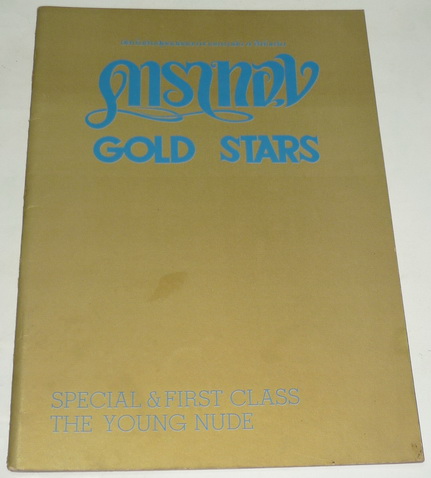 ดาราทอง
GOLD STARS
SPECIAL & FIRST CLASS
THE YOUNG NUDE